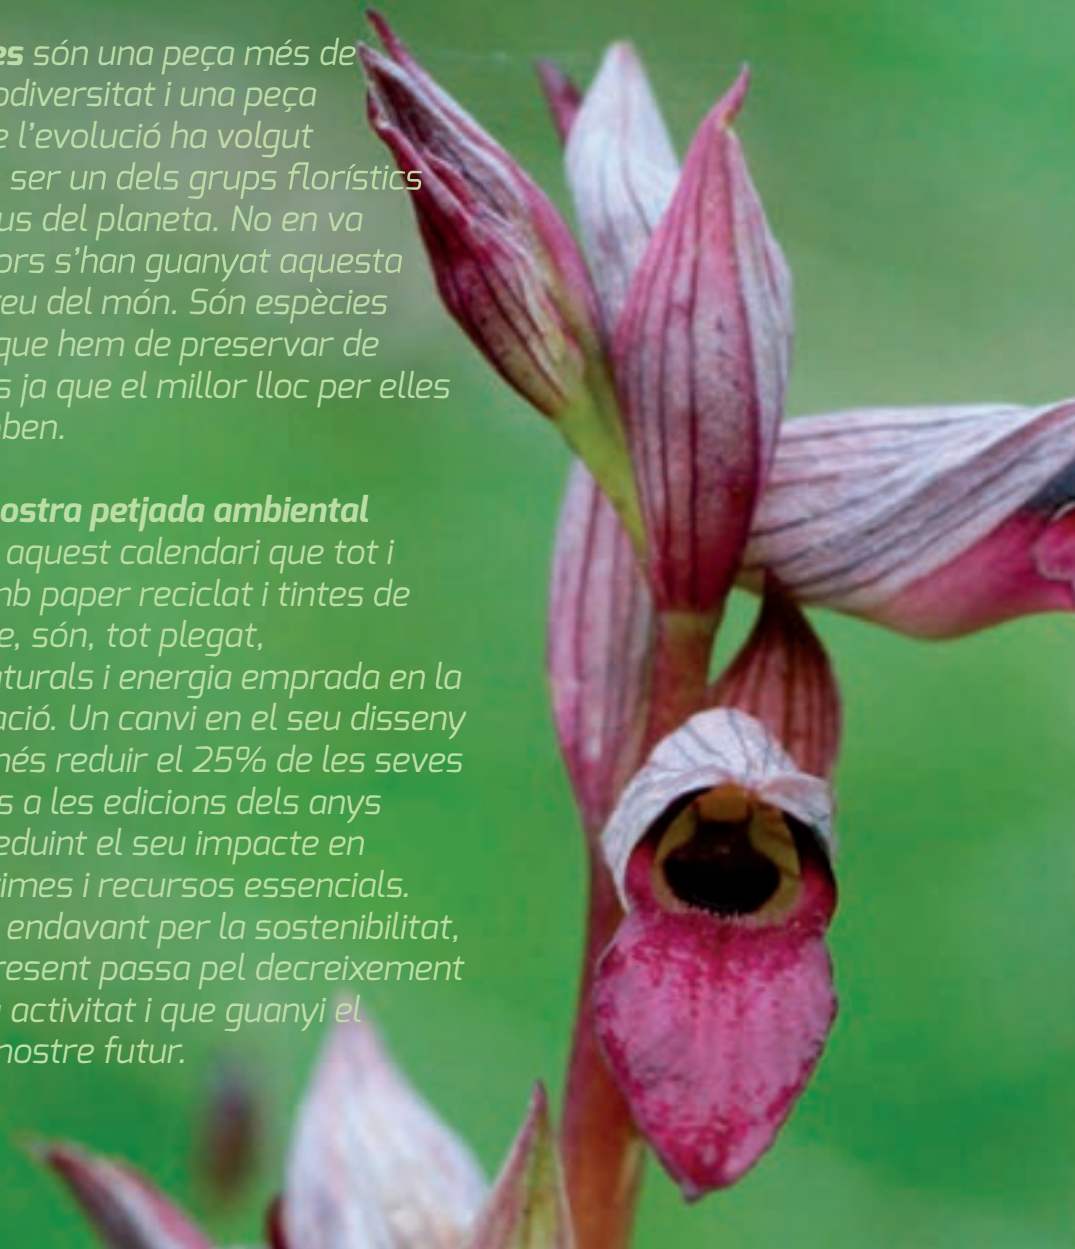 es són una peça més de
odiversitat i una peça
e l'evolució ha volgut
ser un dels grups florístics
us del planeta. No en va
ors s'han guanyat aquesta
reu del món. Són espècies
que hem de preservar de
s ja que el millor lloc per elles
oben.
ostra petjada ambiental
aquest calendari que tot i
mb paper reciclat i tintes de
e, són, tot plegat,
aturals i energia emprada en la
ació. Un canvi en el seu disseny
més reduir el 25% de les seves
s a les edicions dels anys
eduint el seu impacte en
rimes i recursos essencials.
endavant per la sostenibilitat,
resent passa pel decreixement
activitat i que guanyi el
nostre futur.